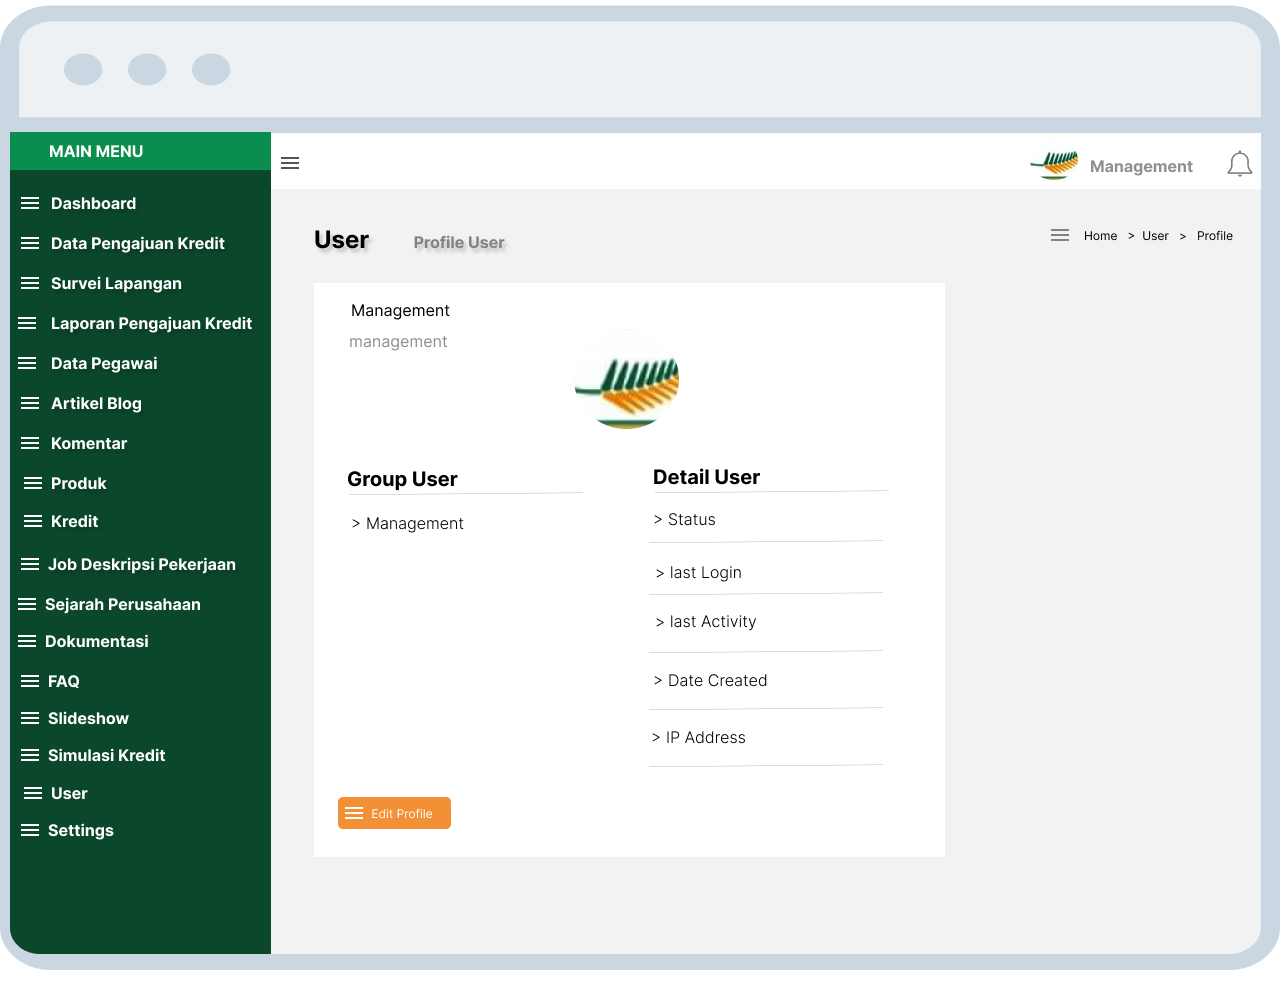 MAIN MENU
Management
Dashboard
Data Pengajuan Kredit
Survei Lapangan
Laporan Pengajuan Kredit
Data Pegawai
Artikel Blog
Komentar
Produk
Kredit
Job Deskripsi Pekerjaan
Sejarah Perusahaan
Dokumentasi
FAQ
Slideshow
Simulasi Kredit
User
Settings
User Profile User
Home > User > Profile
Management
management
Group User
> Management
Detail User
> Status
> last Login
> last Activity
> Date Created
> IP Address
Edit Profile